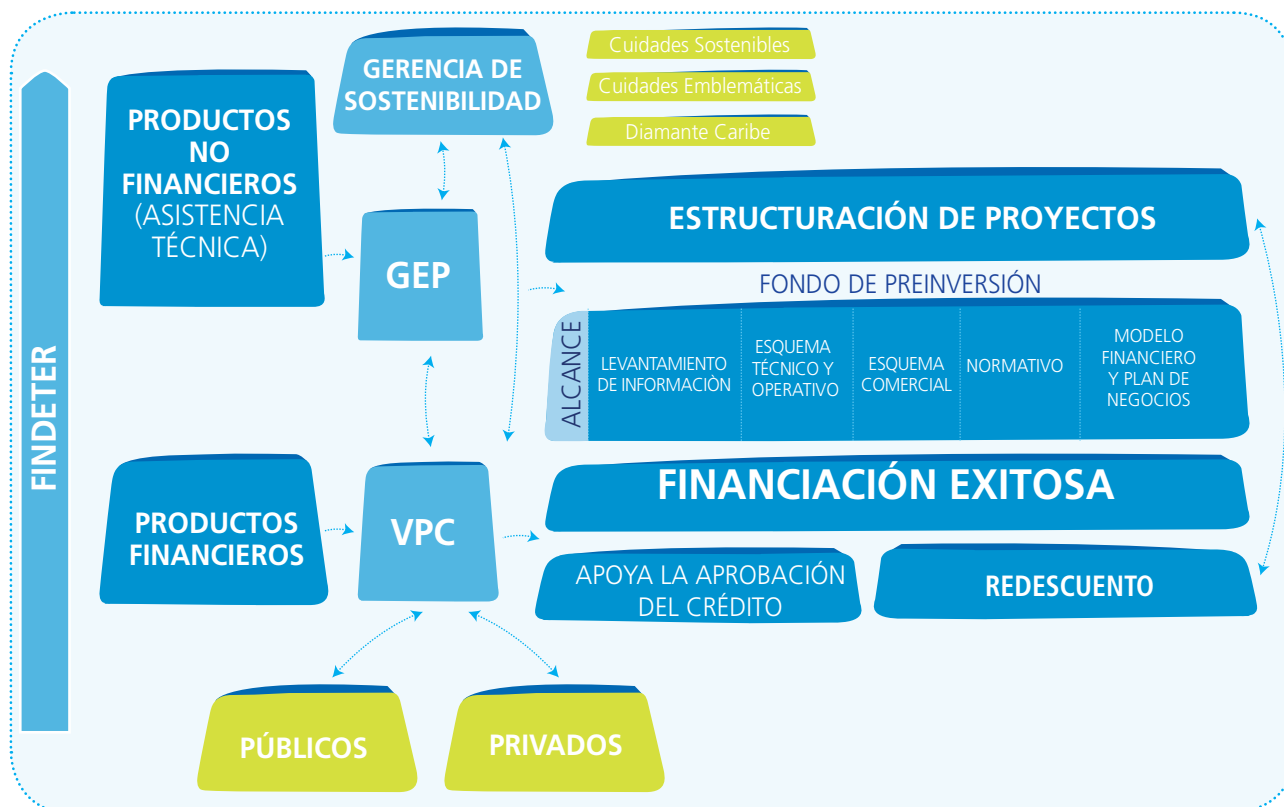 FINDETER
PRODUCTOS
NO
FINANCIEROS
(ASISTENCIA
TÉCNICA)
GERENCIA DE
SOSTENIBILIDAD
Cuidades Sostenibles
Cuidades Emblemáticas
Diamante Caribe
GEP
ESTRUCTURACIÓN DE PROYECTOS
FONDO DE PREINVERSIÓN
ALCANCE
LEVANTAMIENTO
DE INFORMACIÒN
ESQUEMA
TÉCNICO Y
OPERATIVO
ESQUEMA
COMERCIAL
NORMATIVO
MODELO
FINANCIERO
Y PLAN DE
NEGOCIOS
PRODUCTOS
FINANCIEROS
VPC
FINANCIACIÓN EXITOSA
APOYA LA APROBACIÓN
DEL CRÉDITO
REDESCUENTO
PÚBLICOS
PRIVADOS